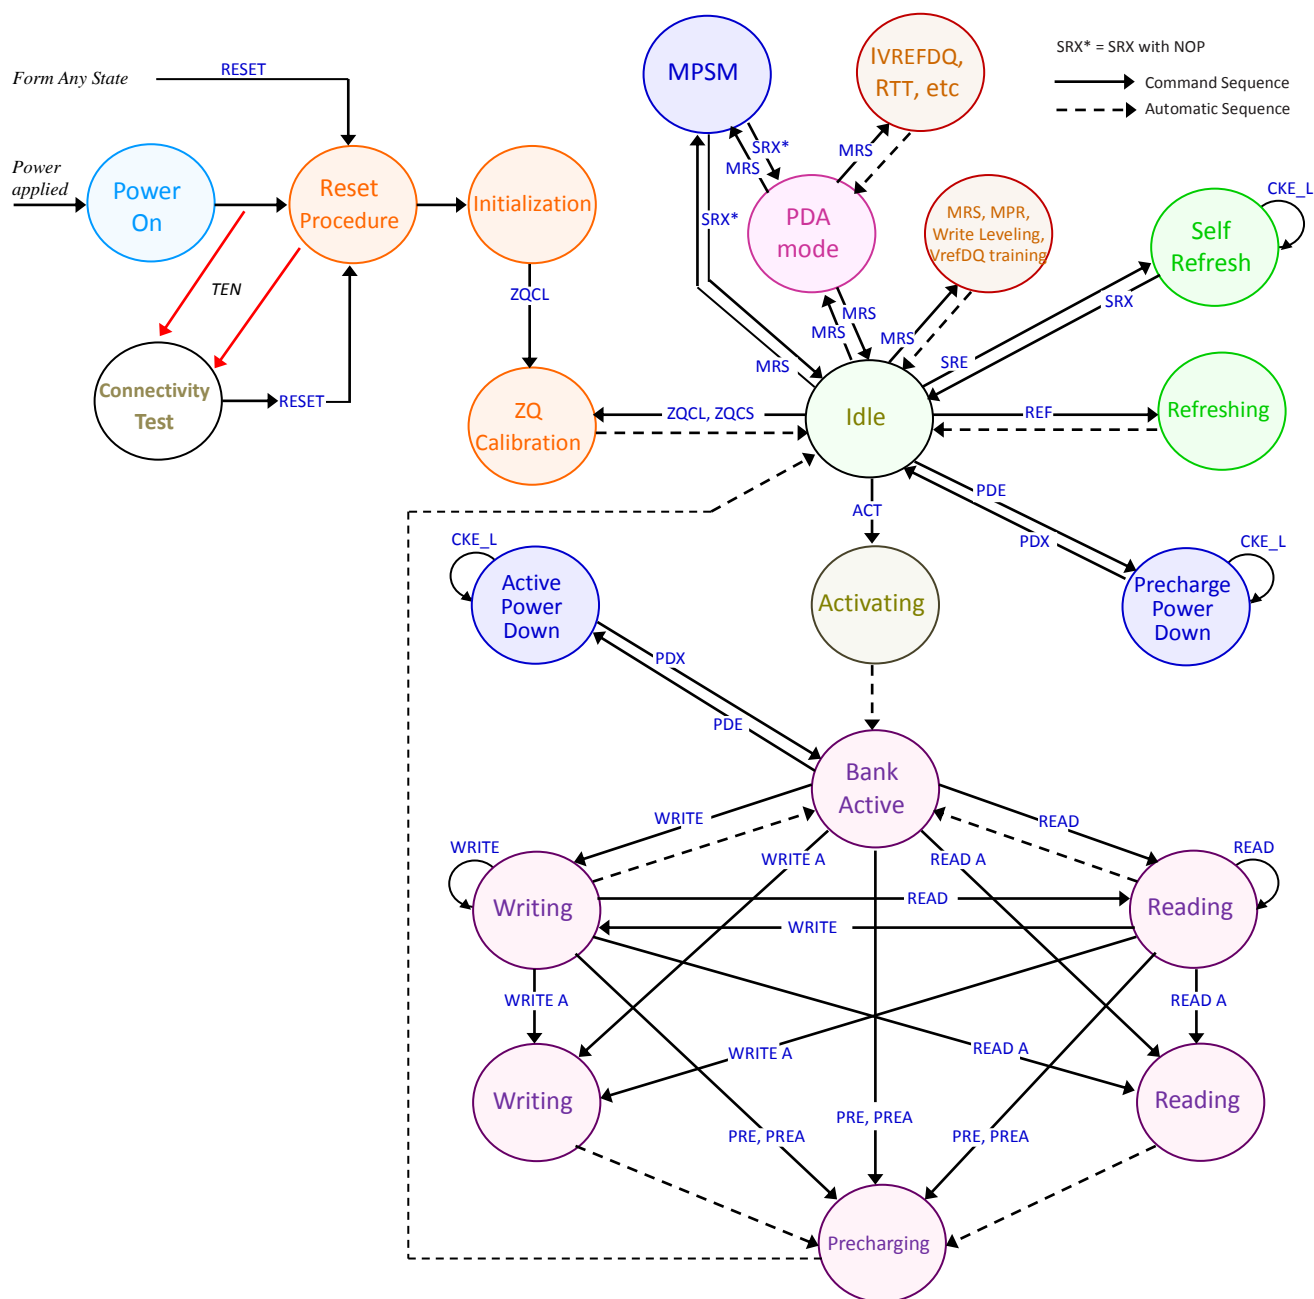 Form Any State
RESET
MPSM
IVREFDQ,
RTT, etc
SRX* = SRX with NOP
Command Sequence
Automatic Sequence
Power
applied
Power
On
Reset
Procedure
Initialization
SRX*
MRS
MRS
SRX*
PDA
mode
MRS, MPR,
Write Leveling,
VrefDQ training
CKE_L
Self
Refresh
TEN
ZQCL
MRS
MRS
MRS
MRS
SRX
SRE
Connectivity
Test
RESET
ZQ
Calibration
ZQCL, ZQCS
Idle
REF
Refreshing
ACT
PDE
PDX
CKE_L
Active
Power
Down
Activating
CKE_L
Precharge
Power
Down
PDX
PDE
Bank
Active
WRITE
READ
WRITE
WRITE A
READ A
READ
Writing
READ
Reading
WRITE
WRITE A
READ A
WRITE A
READ A
Writing
Reading
PRE, PREA
PRE, PREA
PRE, PREA
Precharging